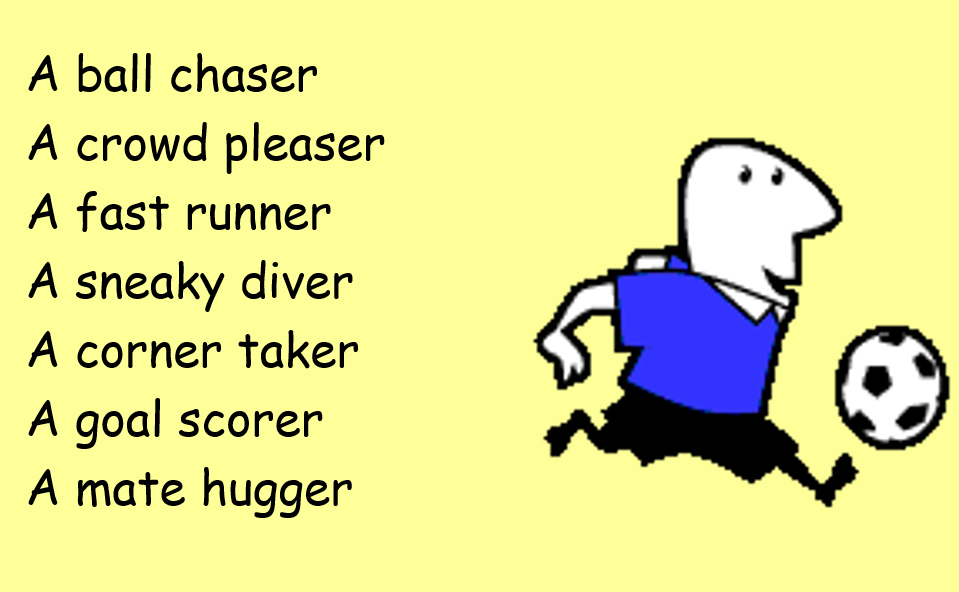 A ball chaser
A crowd pleaser
A fast runner
A sneaky diver
A corner taker
A goal scorer
A mate hugger